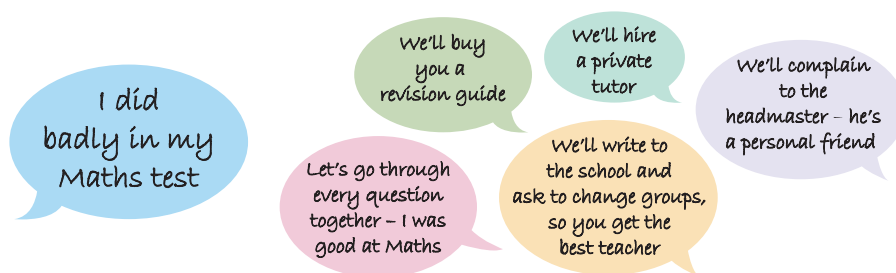 I did
badly in my
Maths test
We'll buy
you a
revision guide
We'll hire
a private
tutor
We'll complain
to the
headmaster – he's
a personal friend
Let's go through
every question
together – I was
good at Maths
We'll write to
the school and
ask to change groups,
so you get the
best teacher